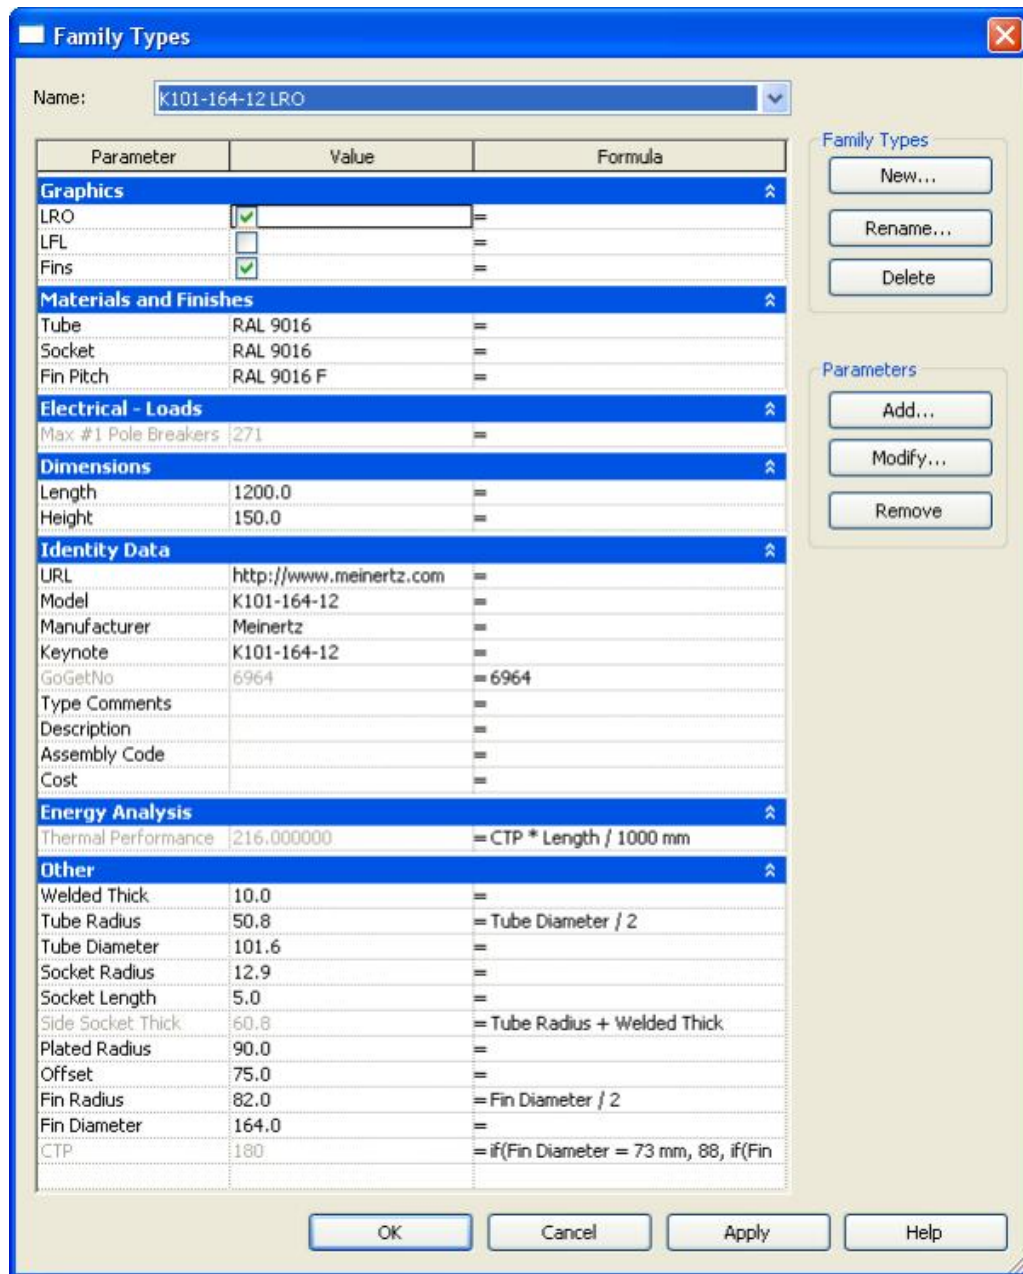 Family Types
Name: K101-164-12 LRO
Parameter Value Formula
Graphics
LRO =
LFL =
Fins =
Materials and Finishes
Tube RAL 9016 =
Socket RAL 9016 =
Fin Pitch RAL 9016 F =
Electrical - Loads
Max #1 Pole Breakers 271 =
Dimensions
Length 1200.0 =
Height 150.0 =
Identity Data
URL http://www.meinertz.com =
Model K101-164-12 =
Manufacturer Meinertz =
Keynote K101-164-12 =
GoGetNo 6964 = 6964
Type Comments =
Description =
Assembly Code =
Cost =
Energy Analysis
Thermal Performance 216.000000 = CTP * Length / 1000 mm
Other
Welded Thick 10.0 =
Tube Radius 50.8 = Tube Diameter / 2
Tube Diameter 101.6 =
Socket Radius 12.9 =
Socket Length 5.0 =
Side Socket Thick 60.8 = Tube Radius + Welded Thick
Plated Radius 90.0 =
Offset 75.0 =
Fin Radius 82.0 = Fin Diameter / 2
Fin Diameter 164.0 =
CTP 180 = if(Fin Diameter = 73 mm, 88, if(Fin
Family Types
New...
Rename...
Delete
Parameters
Add...
Modify...
Remove
OK Cancel Apply Help